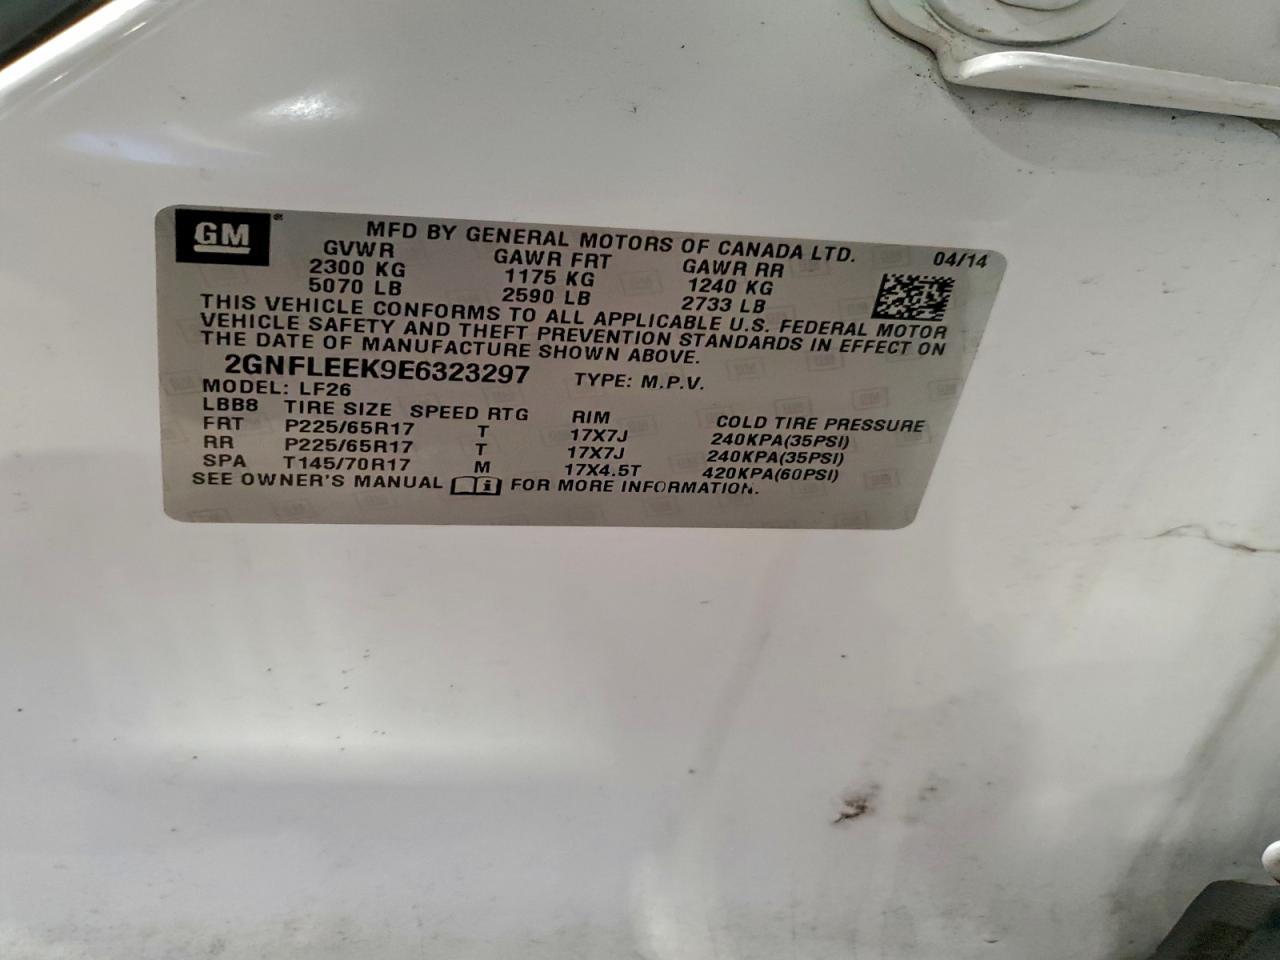 GM® MFD BY GENERAL MOTORS OF CANADA LTD. 04/14
GVWR GAWR FRT GAWR RR
2300 KG 1175 KG 1240 KG
5070 LB 2590 LB 2733 LB
THIS VEHICLE CONFORMS TO ALL APPLICABLE U.S. FEDERAL MOTOR
VEHICLE SAFETY AND THEFT PREVENTION STANDARDS IN EFFECT ON
THE DATE OF MANUFACTURE SHOWN ABOVE.
2GNFLEEK9E6323297 TYPE: M.P.V.
MODEL: LF26
LBB8 TIRE SIZE SPEED RTG RIM COLD TIRE PRESSURE
FRT P225/65R17 T 17X7J 240KPA(35PSI)
RR P225/65R17 T 17X7J 240KPA(35PSI)
SPA T145/70R17 M 17X4.5T 420KPA(60PSI)
SEE OWNER'S MANUAL FOR MORE INFORMATION.